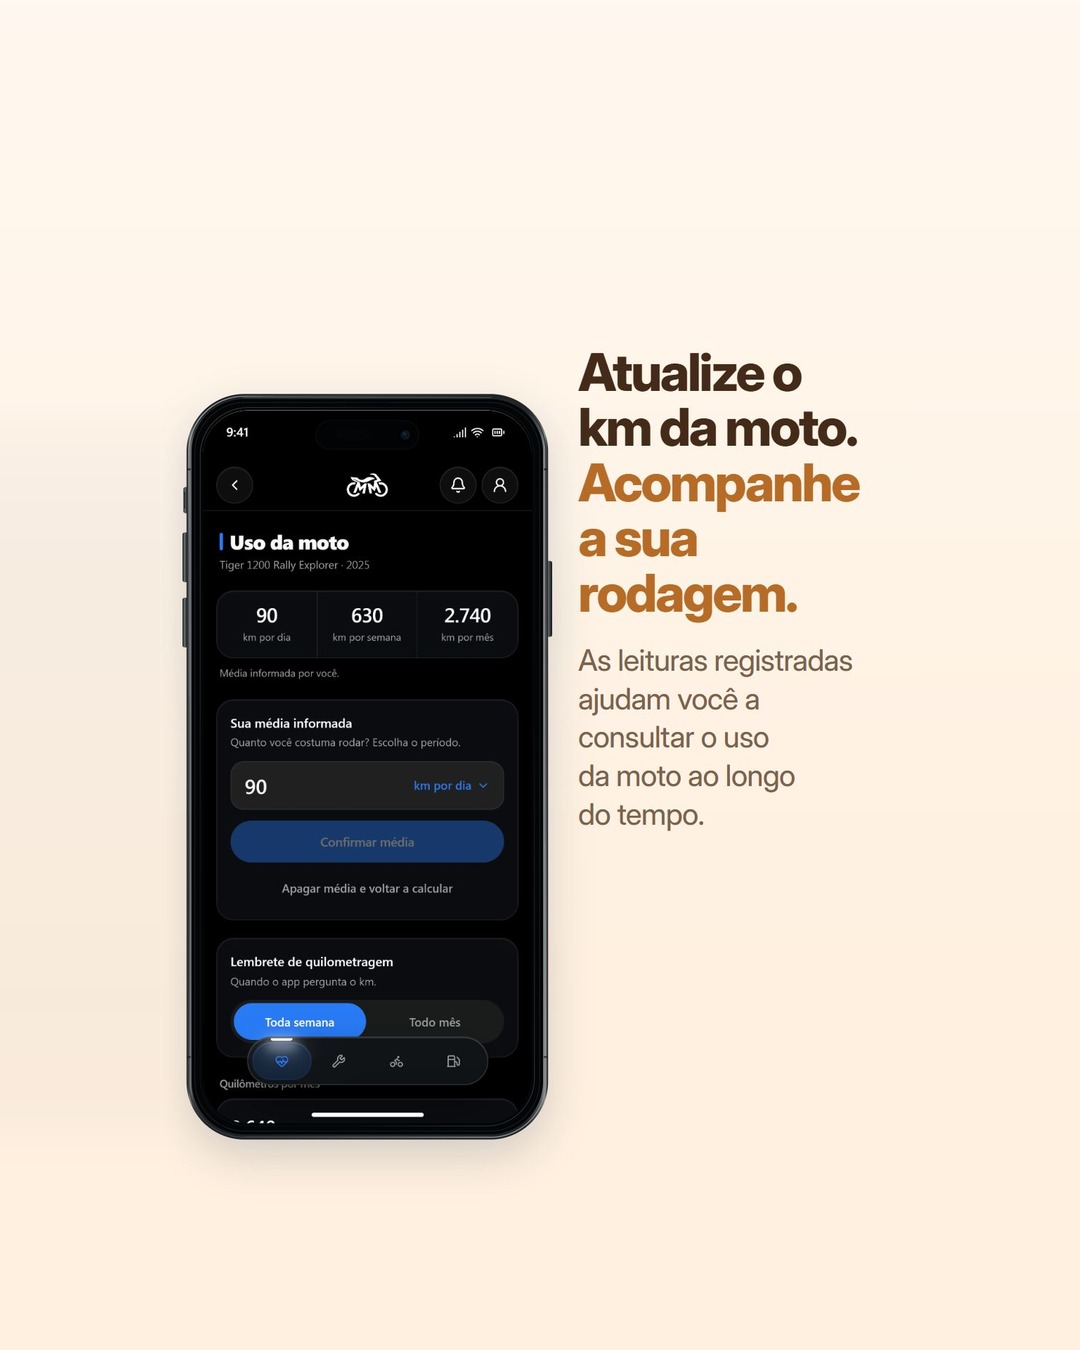 Atualize o
km da moto.
Acompanhe
a sua
rodagem.
As leituras registradas
ajudam você a
consultar o uso
da moto ao longo
do tempo.
9:41
MM
Uso da moto
Tiger 1200 Rally Explorer · 2025
90
630
2.740
km por dia
km por semana
km por mês
Média informada por você.
Sua média informada
Quanto você costuma rodar? Escolha o período.
90
km por dia
Confirmar média
Apagar média e voltar a calcular
Lembrete de quilometragem
Quando o app pergunta o km.
Toda semana
Todo mês
Quilômetros por mês